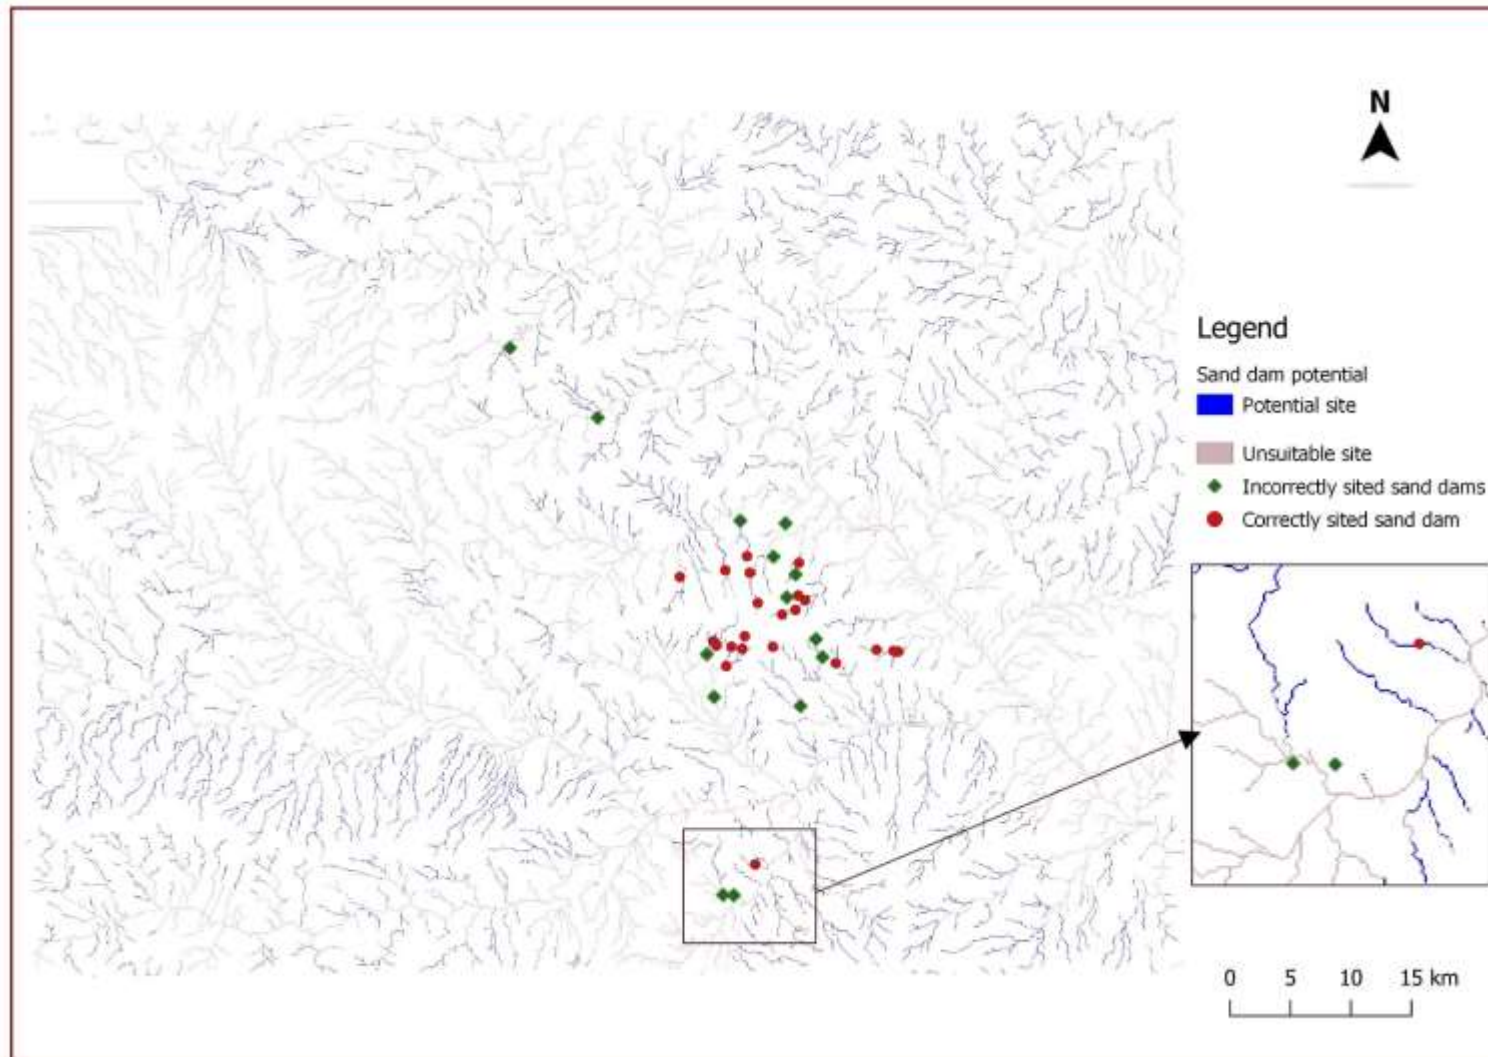 N
Legend
Sand dam potential
Potential site
Unsuitable site
Incorrectly sited sand dams
Correctly sited sand dam
0 5 10 15 km